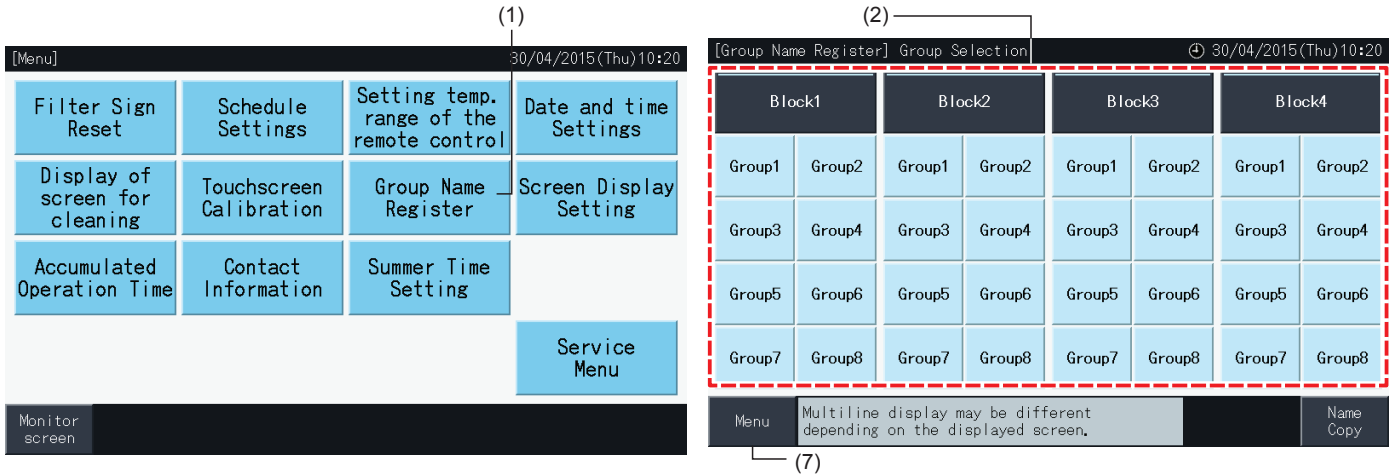 (1)
[Menu] 30/04/2015(Thu)10:20
Filter Sign
Reset
Schedule
Settings
Setting temp.
range of the
remote control
Date and time
Settings
Display of
screen for
cleaning
Touchscreen
Calibration
Group Name
Register
Screen Display
Setting
Accumulated
Operation Time
Contact
Information
Summer Time
Setting
Service
Menu
Monitor
screen
(2)
[Group Name Register] Group Selection 30/04/2015(Thu)10:20
Block1 Block2 Block3 Block4
Group1 Group2 Group1 Group2 Group1 Group2 Group1 Group2
Group3 Group4 Group3 Group4 Group3 Group4 Group3 Group4
Group5 Group6 Group5 Group6 Group5 Group6 Group5 Group6
Group7 Group8 Group7 Group8 Group7 Group8 Group7 Group8
Menu
Multiline display may be different
depending on the displayed screen.
Name
Copy
(7)